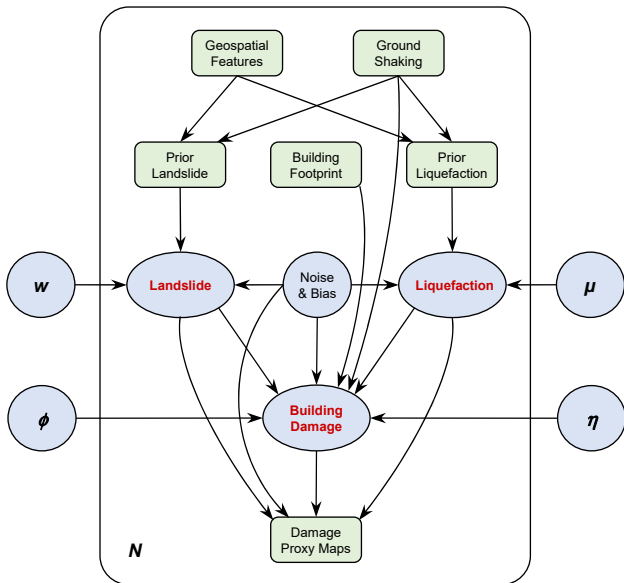 Geospatial
Features
Ground
Shaking
Prior
Landslide
Building
Footprint
Prior
Liquefaction
w
Landslide
Noise
& Bias
Liquefaction
μ
ϕ
Building
Damage
η
Damage
Proxy Maps
N